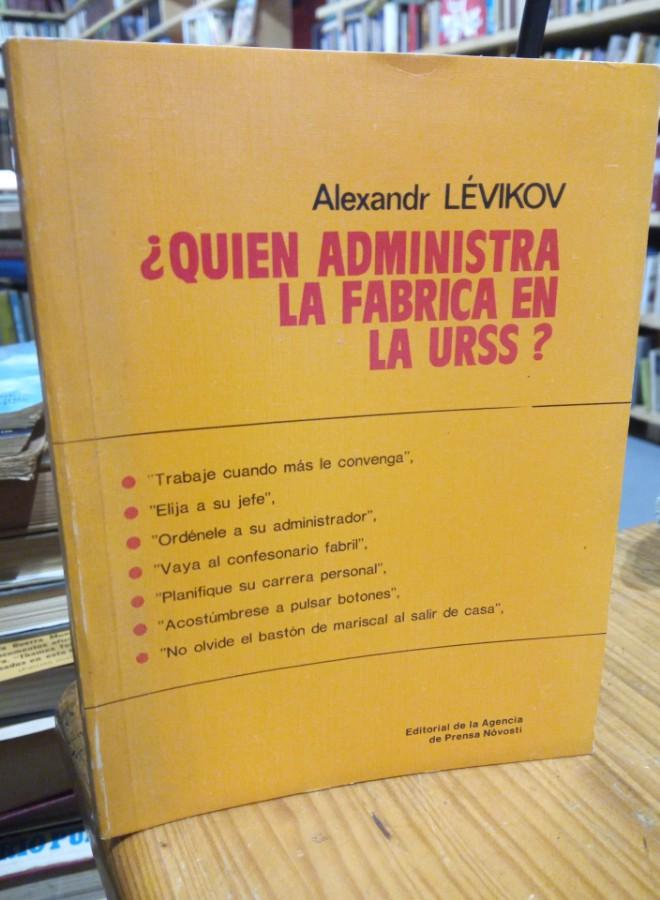 Alexandr LÉVIKOV
¿QUIEN ADMINISTRA
LA FABRICA EN
LA URSS?
"Trabaje cuando más le convenga",
"Elija a su jefe",
"Ordénele a su administrador",
"Vaya al confesonario fabril",
"Planifique su carrera personal",
"Acostúmbrese a pulsar botones",
"No olvide el bastón de mariscal al salir de casa",
Editorial de la Agencia
de Prensa Nóvosti